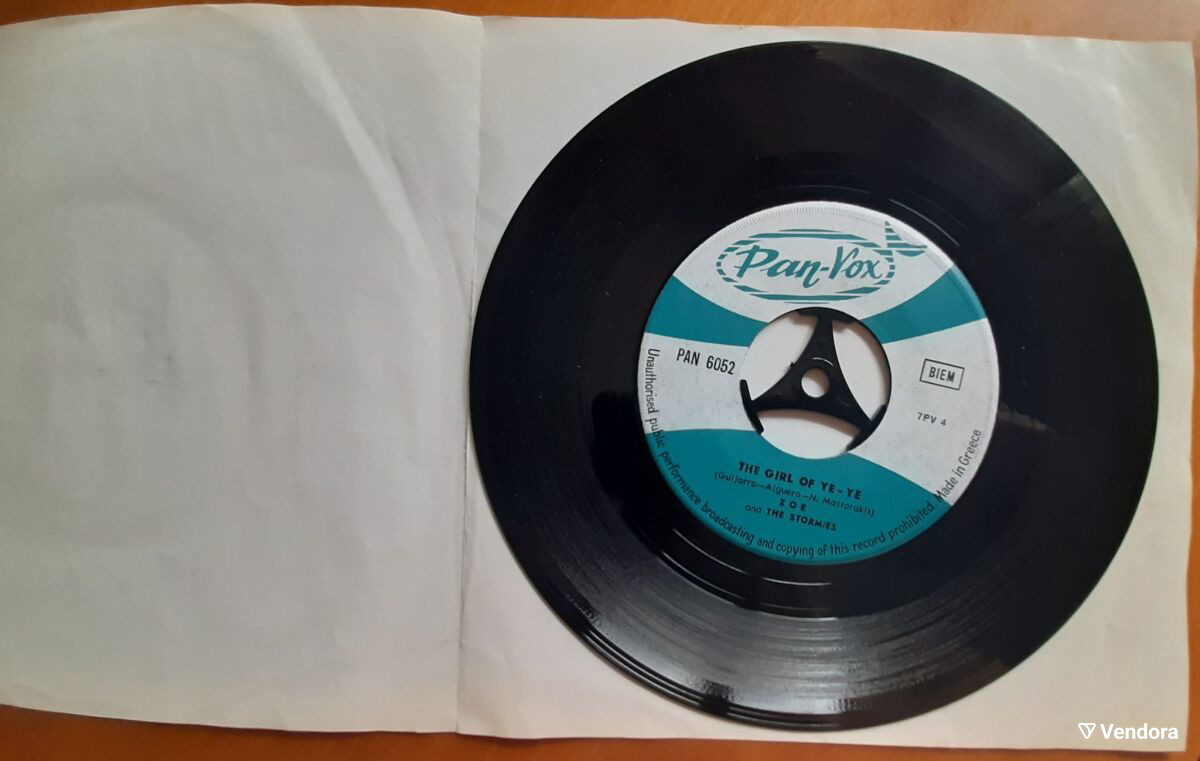 Pan-Vox
PAN 6052
BIEM
7PV 4
THE GIRL OF YE-YE
(Guijarro—Alguero—N. Mastorakis)
ZOE
and THE STORMIES
Unauthorised public performance broadcasting and copying of this record prohibited. Made in Greece
Vendora